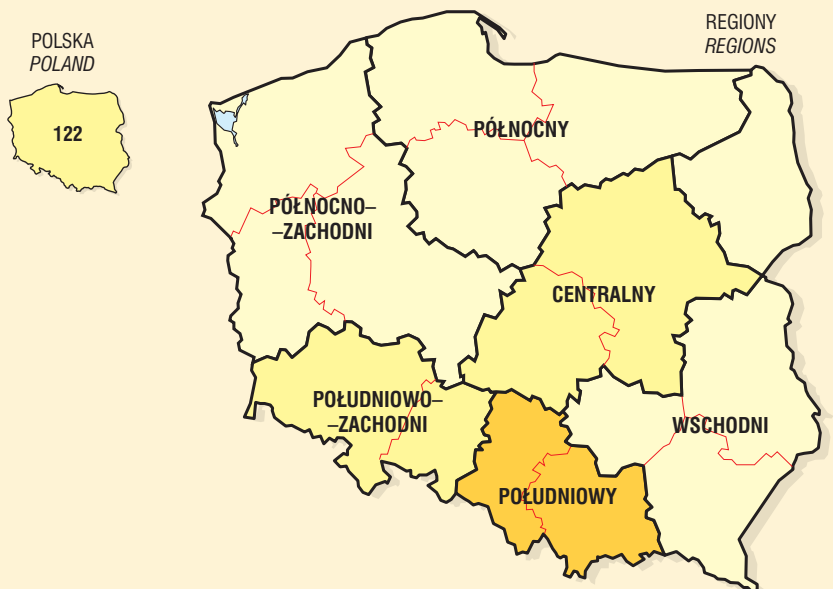 POLSKA
POLAND
122
REGIONY
REGIONS
PÓŁNOCNY
PÓŁNOCNO–
–ZACHODNI
CENTRALNY
POŁUDNIOWO–
–ZACHODNI
WSCHODNI
POŁUDNIOWY